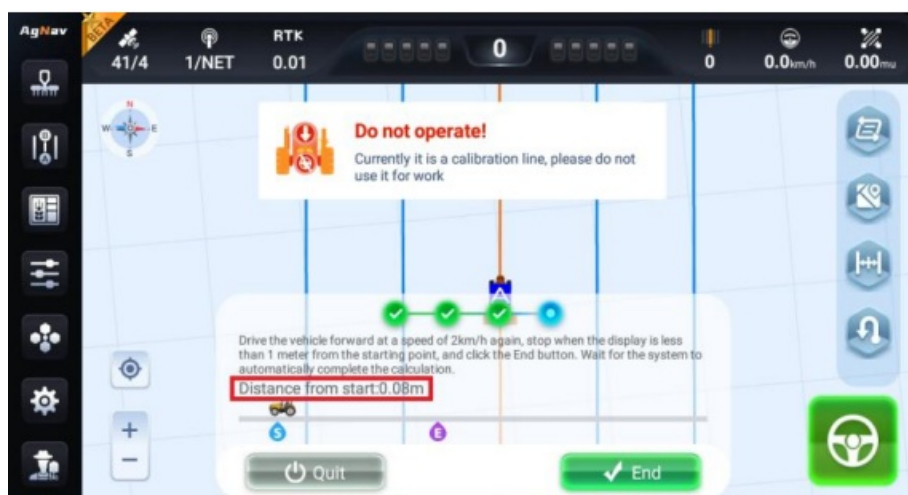 AgNav
BETA
41/4
1/NET
RTK
0.01
0
0
0.0km/h
0.00mu
N
W
E
S
Do not operate!
Currently it is a calibration line, please do not
use it for work
Drive the vehicle forward at a speed of 2km/h again, stop when the display is less
than 1 meter from the starting point, and click the End button. Wait for the system to
automatically complete the calculation.
Distance from start:0.08m
S
E
Quit
End